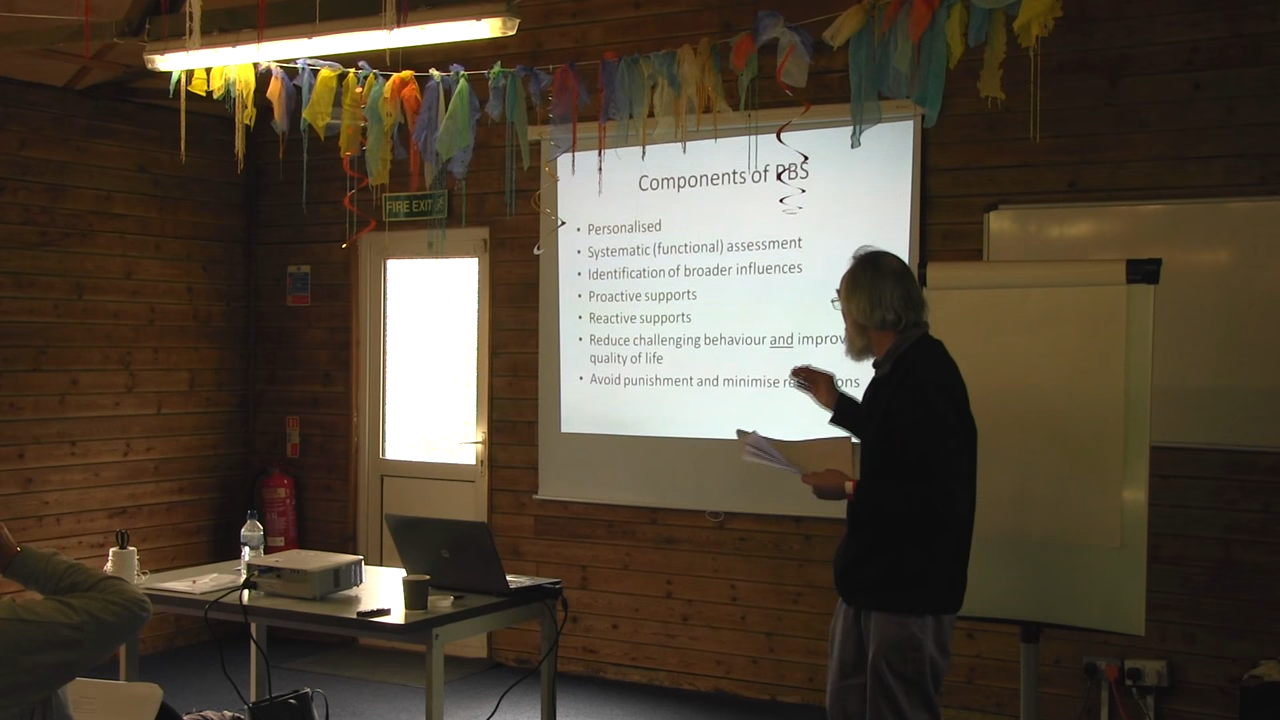 FIRE EXIT
Components of PBS
• Personalised
• Systematic (functional) assessment
• Identification of broader influences
• Proactive supports
• Reactive supports
• Reduce challenging behaviour and improv
quality of life
• Avoid punishment and minimise